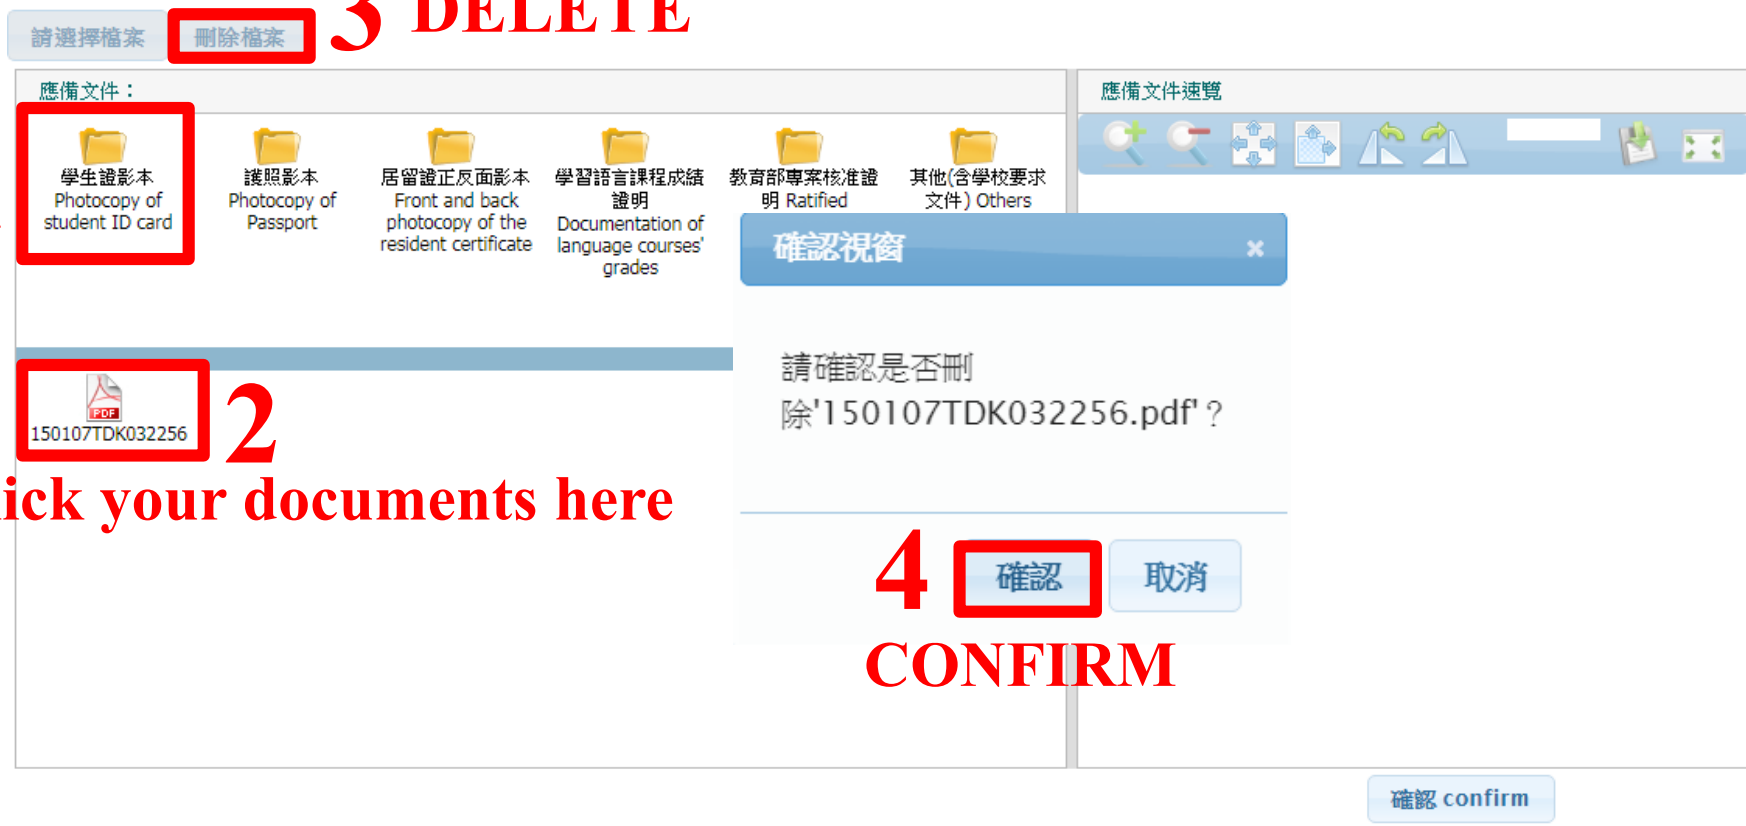 3 DELETE
請選擇檔案
刪除檔案
應備文件：
學生證影本
Photocopy of
student ID card
護照影本
Photocopy of
Passport
居留證正反面影本
Front and back
photocopy of the
resident certificate
學習語言課程成績
證明
Documentation of
language courses'
grades
教育部專案核准證
明 Ratified
其他(含學校要求
文件) Others
應備文件速覽
PDF
150107TDK032256
2
ick your documents here
確認視窗
×
請確認是否刪
除'150107TDK032256.pdf'？
4
確認
取消
CONFIRM
確認 confirm